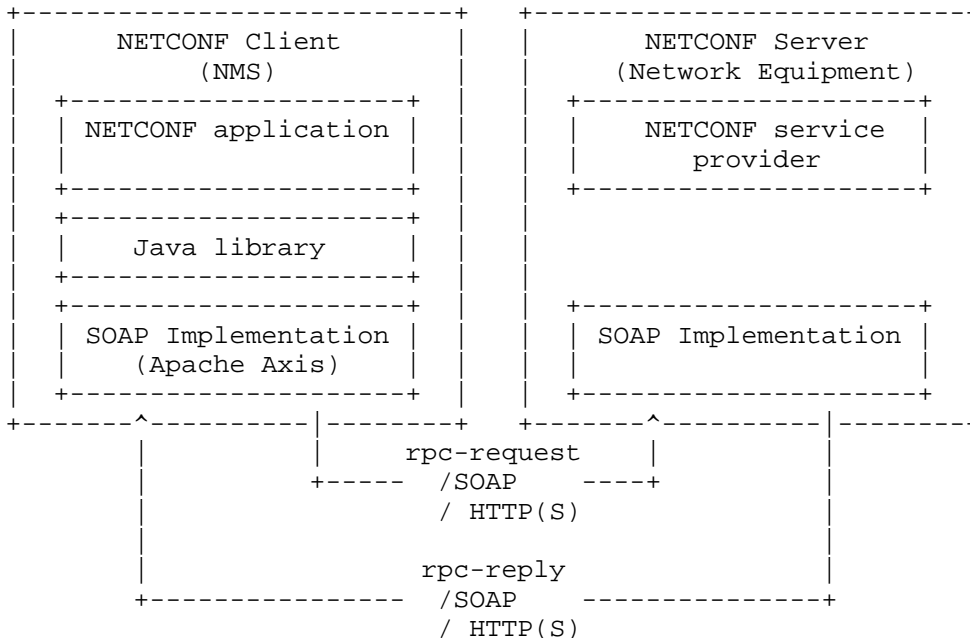 NETCONF Client
(NMS)
NETCONF Server
(Network Equipment)
NETCONF application
NETCONF service
provider
Java library
SOAP Implementation
(Apache Axis)
SOAP Implementation
rpc-request
/SOAP
/ HTTP(S)
rpc-reply
/SOAP
/ HTTP(S)